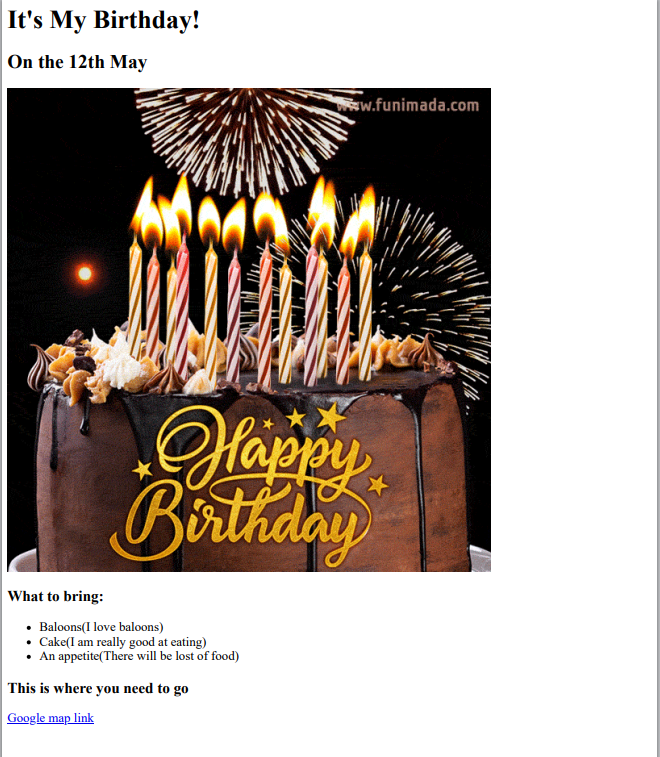 It's My Birthday!
On the 12th May
www.funimada.com
Happy
Birthday
What to bring:
Baloons(I love baloons)
Cake(I am really good at eating)
An appetite(There will be lost of food)
This is where you need to go
Google map link